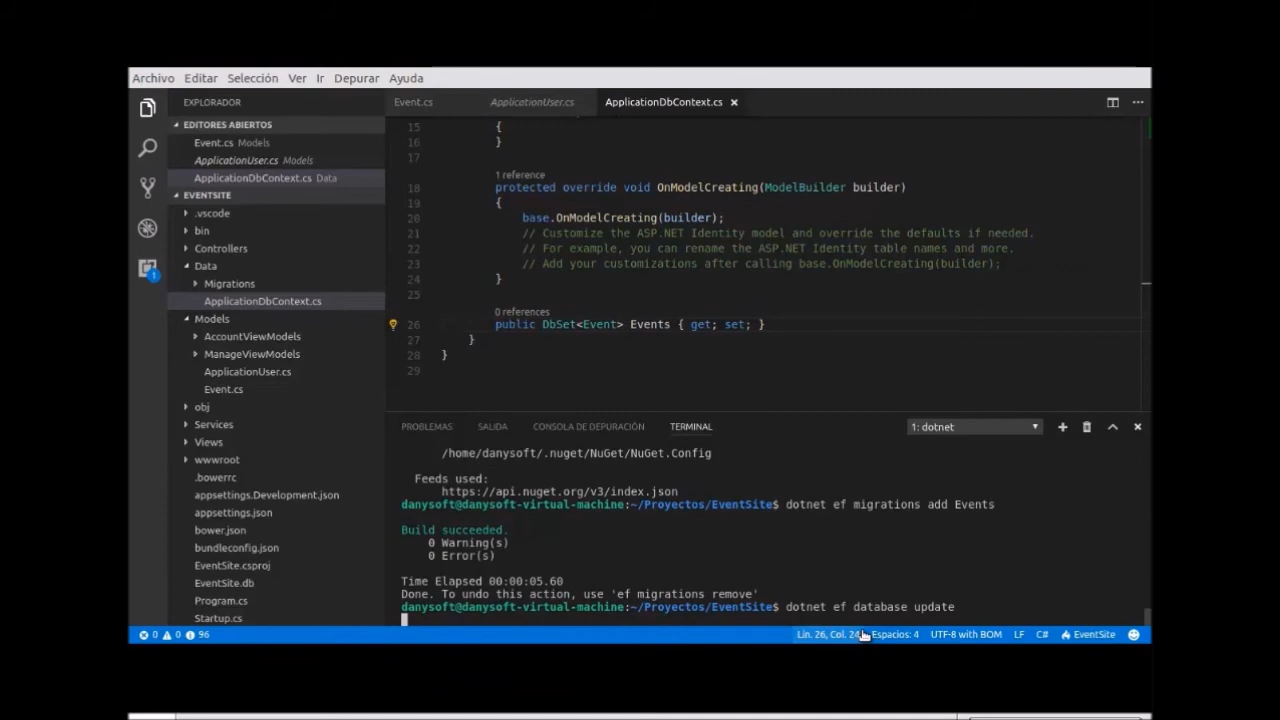 Archivo Editar Selección Ver Ir Depurar Ayuda
EXPLORADOR
EDITORES ABIERTOS
Event.cs Models
ApplicationUser.cs Models
ApplicationDbContext.cs Data
EVENTSITE
.vscode
bin
Controllers
Data
Migrations
ApplicationDbContext.cs
Models
AccountViewModels
ManageViewModels
ApplicationUser.cs
Event.cs
obj
Services
Views
wwwroot
.bowerrc
appsettings.Development.json
appsettings.json
bower.json
bundleconfig.json
EventSite.csproj
EventSite.db
Program.cs
Startup.cs
1
Event.cs ApplicationUser.cs ApplicationDbContext.cs
15 {
16 }
17
1 reference
18 protected override void OnModelCreating(ModelBuilder builder)
19 {
20 base.OnModelCreating(builder);
21 // Customize the ASP.NET Identity model and override the defaults if needed.
22 // For example, you can rename the ASP.NET Identity table names and more.
23 // Add your customizations after calling base.OnModelCreating(builder);
24 }
25
0 references
26 public DbSet<Event> Events { get; set; }
27 }
28 }
29
PROBLEMAS SALIDA CONSOLA DE DEPURACIÓN TERMINAL 1: dotnet
/home/danysoft/.nuget/NuGet/NuGet.Config
Feeds used:
https://api.nuget.org/v3/index.json
danysoft@danysoft-virtual-machine:~/Proyectos/EventSite$ dotnet ef migrations add Events
Build succeeded.
0 Warning(s)
0 Error(s)
Time Elapsed 00:00:05.60
Done. To undo this action, use 'ef migrations remove'
danysoft@danysoft-virtual-machine:~/Proyectos/EventSite$ dotnet ef database update
0 0 96 Lin. 26, Col. 24 Espacios: 4 UTF-8 with BOM LF C# EventSite